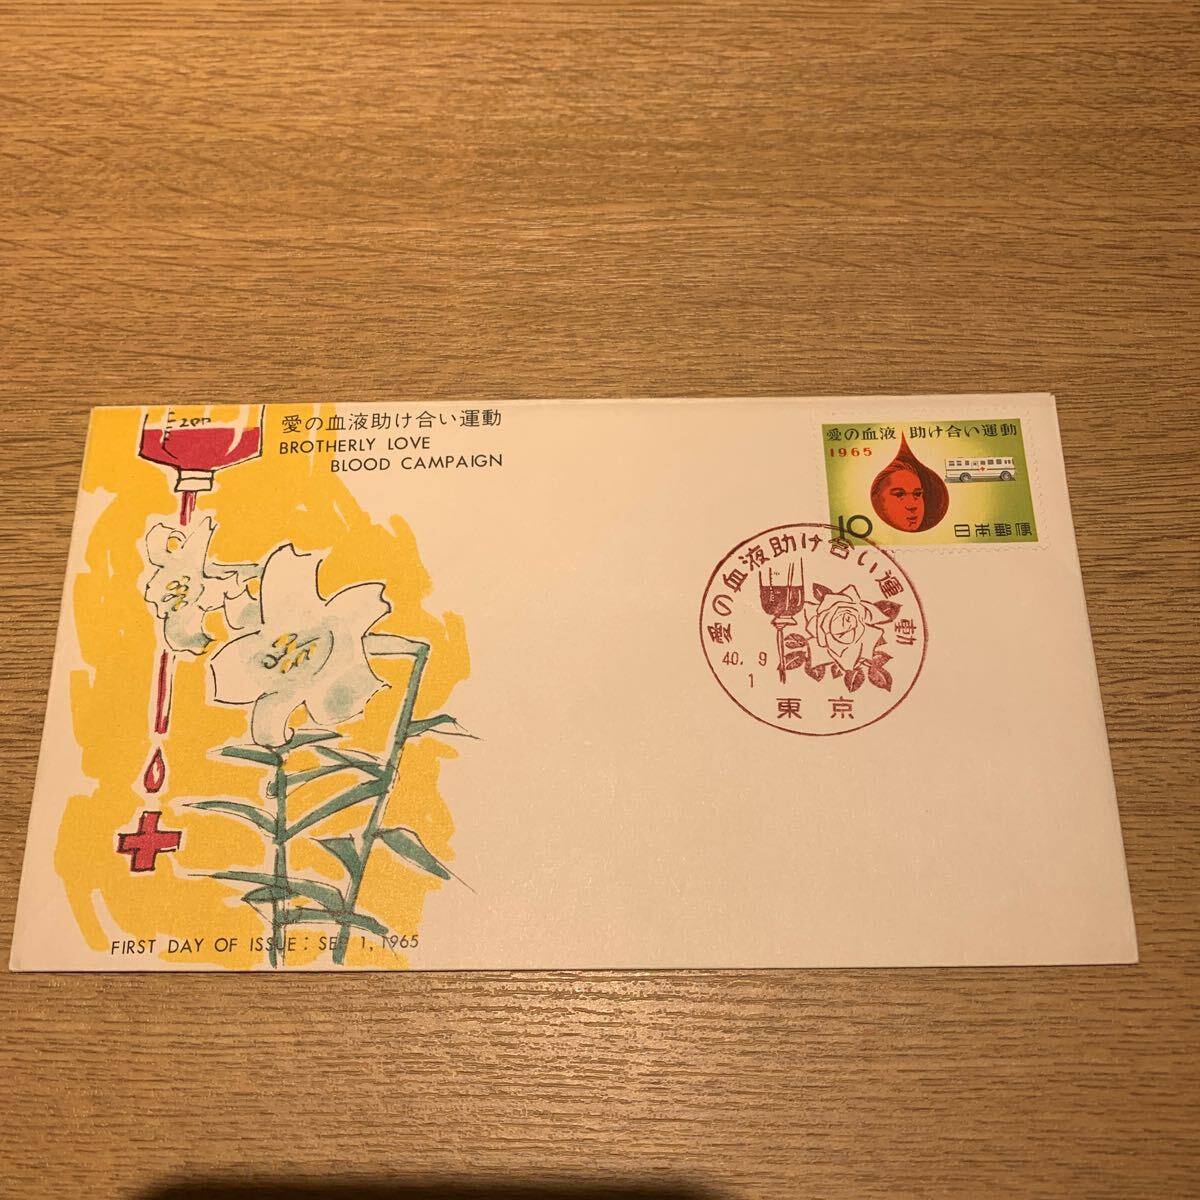 200
愛の血液助け合い運動
BROTHERLY LOVE
BLOOD CAMPAIGN
愛の血液 助け合い運動
1965
10
日本郵便
愛の血液助け合い運動
40. 9
1
東京
FIRST DAY OF ISSUE: SEP 1, 1965